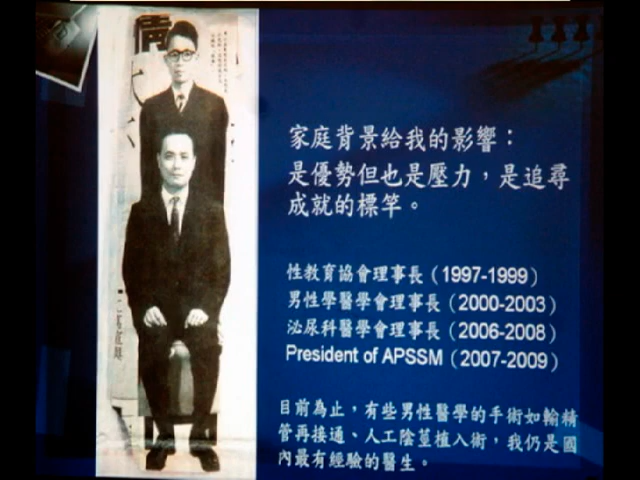 家庭背景給我的影響：
是優勢但也是壓力，是追尋
成就的標竿。
性教育協會理事長（1997-1999）
男性學醫學會理事長（2000-2003）
泌尿科醫學會理事長（2006-2008）
President of APSSM（2007-2009）
目前為止，有些男性醫學的手術如輸精
管再接通、人工陰莖植入術，我仍是國
內最有經驗的醫生。